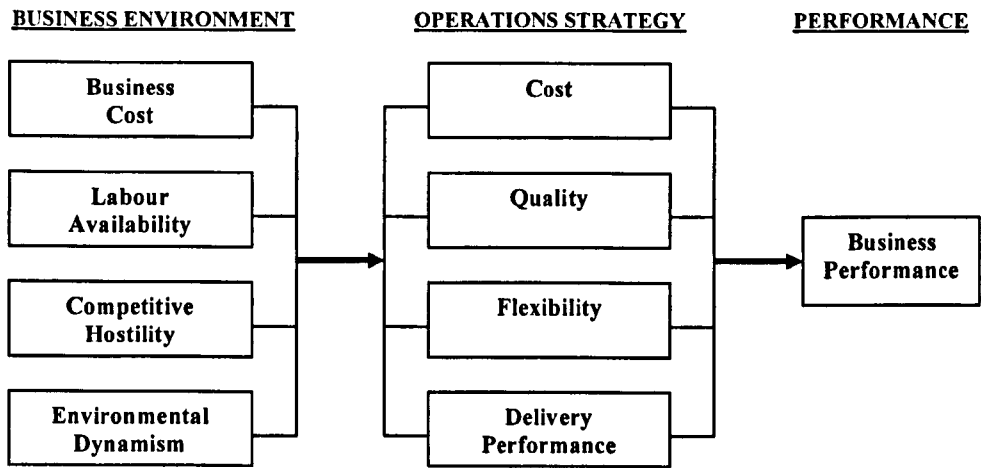 BUSINESS ENVIRONMENT
Business
Cost
Labour
Availability
Competitive
Hostility
Environmental
Dynamism
OPERATIONS STRATEGY
Cost
Quality
Flexibility
Delivery
Performance
PERFORMANCE
Business
Performance